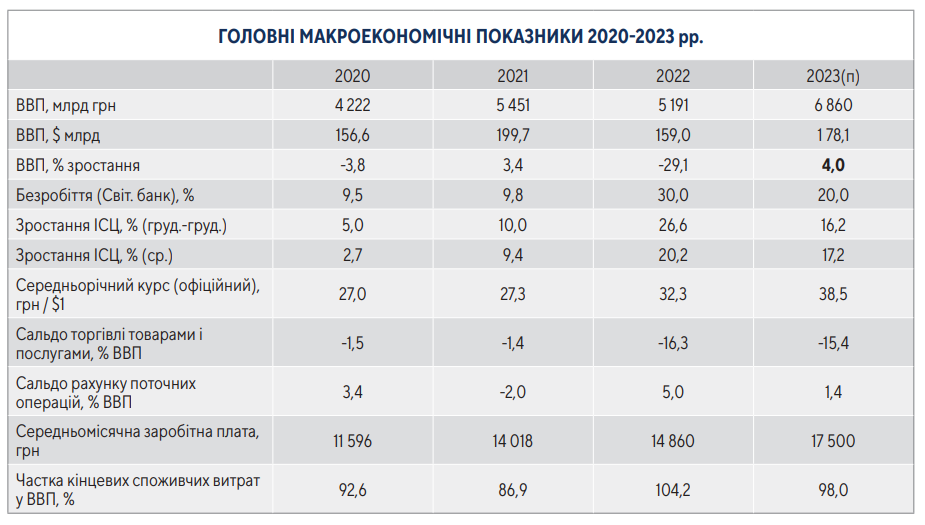 ГОЛОВНІ МАКРОЕКОНОМІЧНІ ПОКАЗНИКИ 2020-2023 рр.
2020 2021 2022 2023(п)
ВВП, млрд грн 4 222 5 451 5 191 6 860
ВВП, $ млрд 156,6 199,7 159,0 178,1
ВВП, % зростання -3,8 3,4 -29,1 4,0
Безробіття (Світ. банк), % 9,5 9,8 30,0 20,0
Зростання ІСЦ, % (груд.-груд.) 5,0 10,0 26,6 16,2
Зростання ІСЦ, % (ср.) 2,7 9,4 20,2 17,2
Середньорічний курс (офіційний),
грн / $1 27,0 27,3 32,3 38,5
Сальдо торгівлі товарами і
послугами, % ВВП -1,5 -1,4 -16,3 -15,4
Сальдо рахунку поточних
операцій, % ВВП 3,4 -2,0 5,0 1,4
Середньомісячна заробітна плата,
грн 11 596 14 018 14 860 17 500
Частка кінцевих споживчих витрат
у ВВП, % 92,6 86,9 104,2 98,0